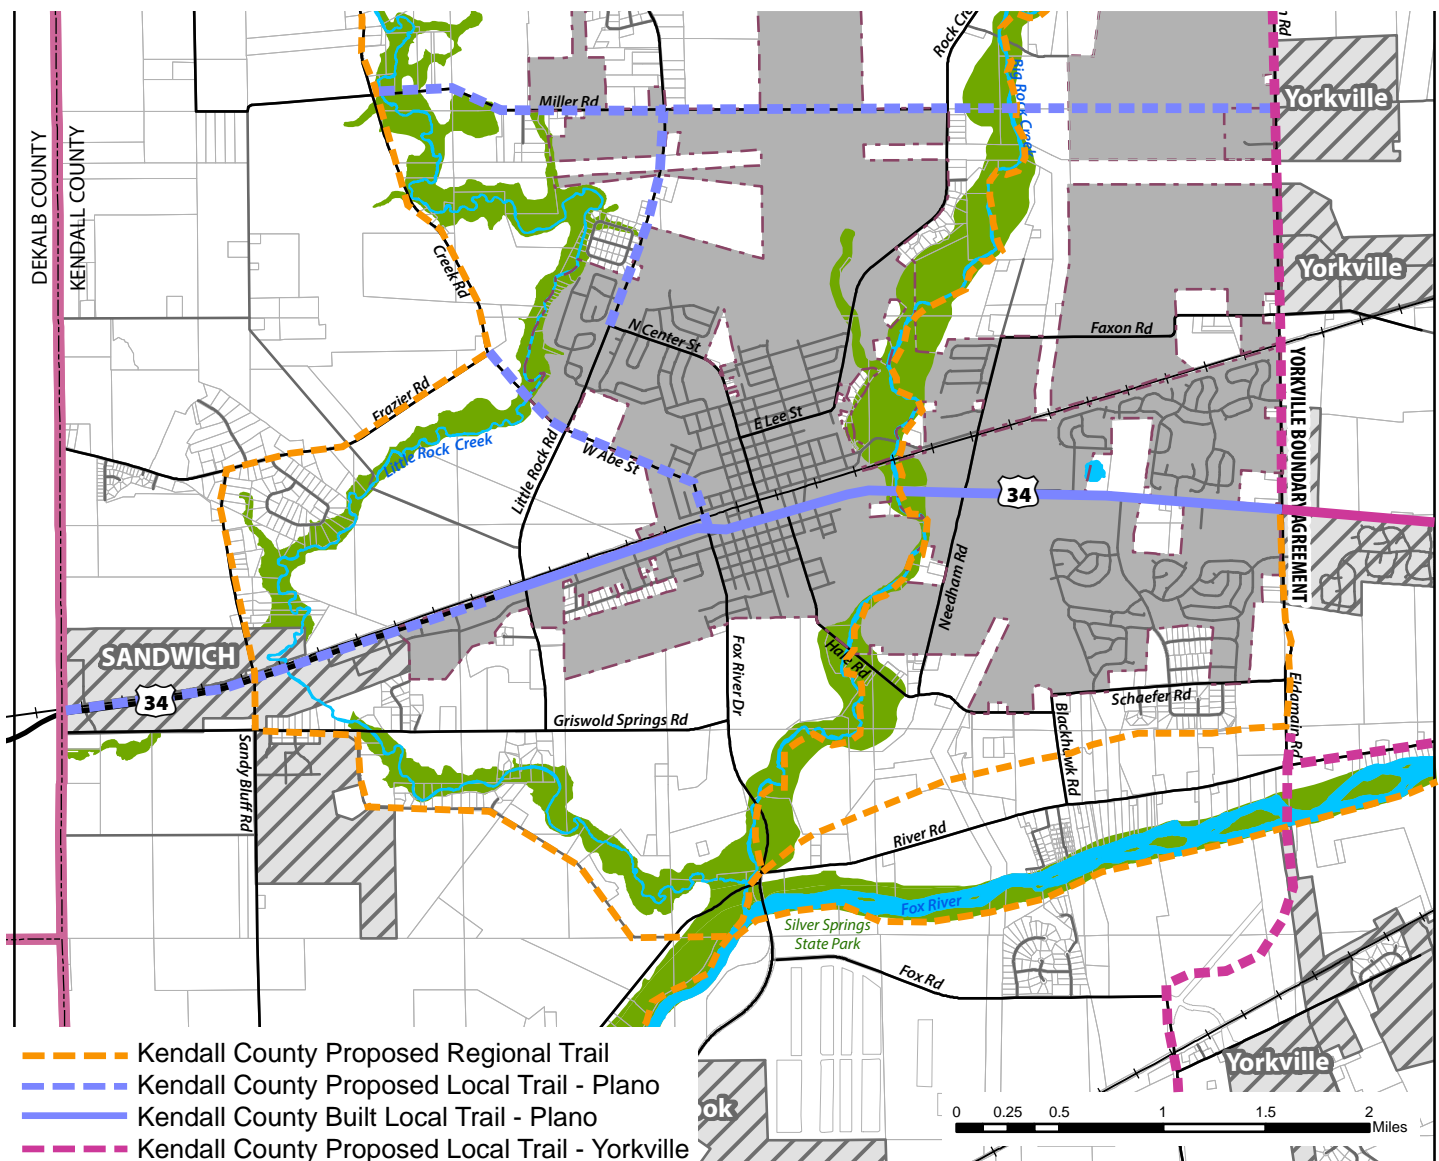 Rock Cre
n Rd
Big Rock Creek
Yorkville
Miller Rd
DEKALB COUNTY
KENDALL COUNTY
Creek Rd
Yorkville
N Center St
Faxon Rd
Frazier Rd
E Lee St
YORKVILLE BOUNDARY AGREEMENT
Little Rock Creek
Little Rock Rd
W Abe St
34
Needham Rd
SANDWICH
Hale Rd
34
Fox River Dr
Griswold Springs Rd
Schaefer Rd
Eldamain Rd
Blackhawk Rd
Sandy Bluff Rd
River Rd
Fox River
Silver Springs
State Park
Fox Rd
Yorkville
ook
Kendall County Proposed Regional Trail
Kendall County Proposed Local Trail - Plano
Kendall County Built Local Trail - Plano
Kendall County Proposed Local Trail - Yorkville
0 0.25 0.5 1 1.5 2
Miles